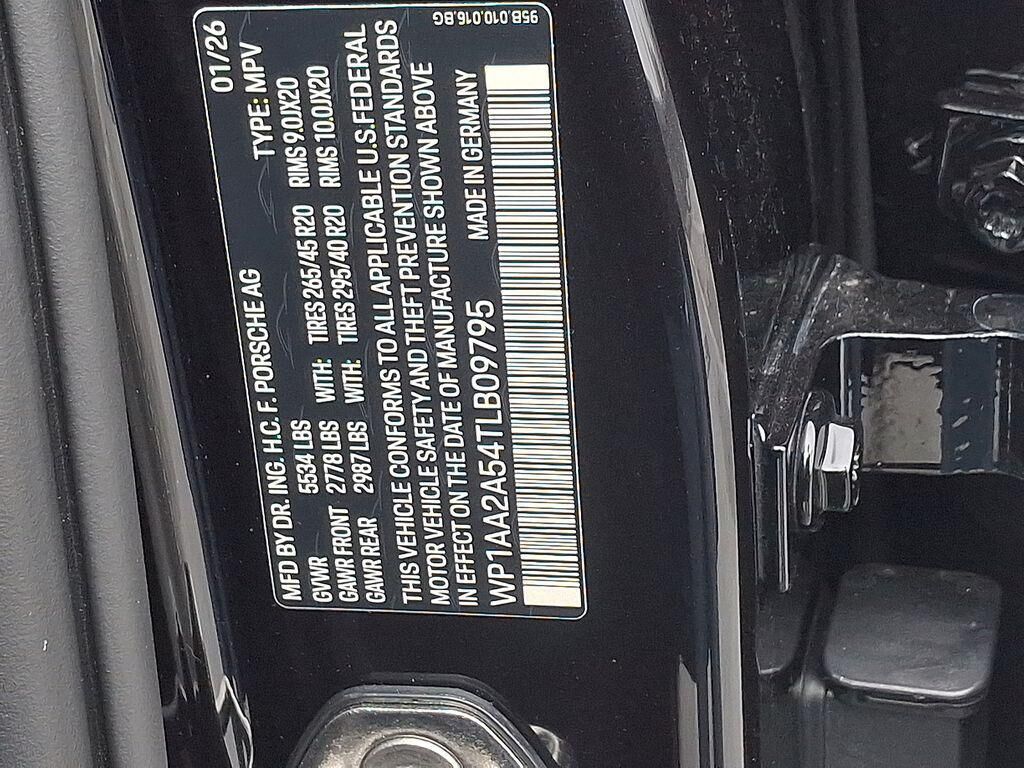 MFD BY DR. ING. H.C. F. PORSCHE AG 01/26
TYPE: MPV
GVWR 5534 LBS
GAWR FRONT 2778 LBS WITH: TIRES 265/45 R20 RIMS 9.0JX20
GAWR REAR 2987 LBS WITH: TIRES 295/40 R20 RIMS 10.0JX20
THIS VEHICLE CONFORMS TO ALL APPLICABLE U.S. FEDERAL
MOTOR VEHICLE SAFETY AND THEFT PREVENTION STANDARDS
IN EFFECT ON THE DATE OF MANUFACTURE SHOWN ABOVE
WP1AA2A54TLB09795 MADE IN GERMANY
95B.010.016.BG